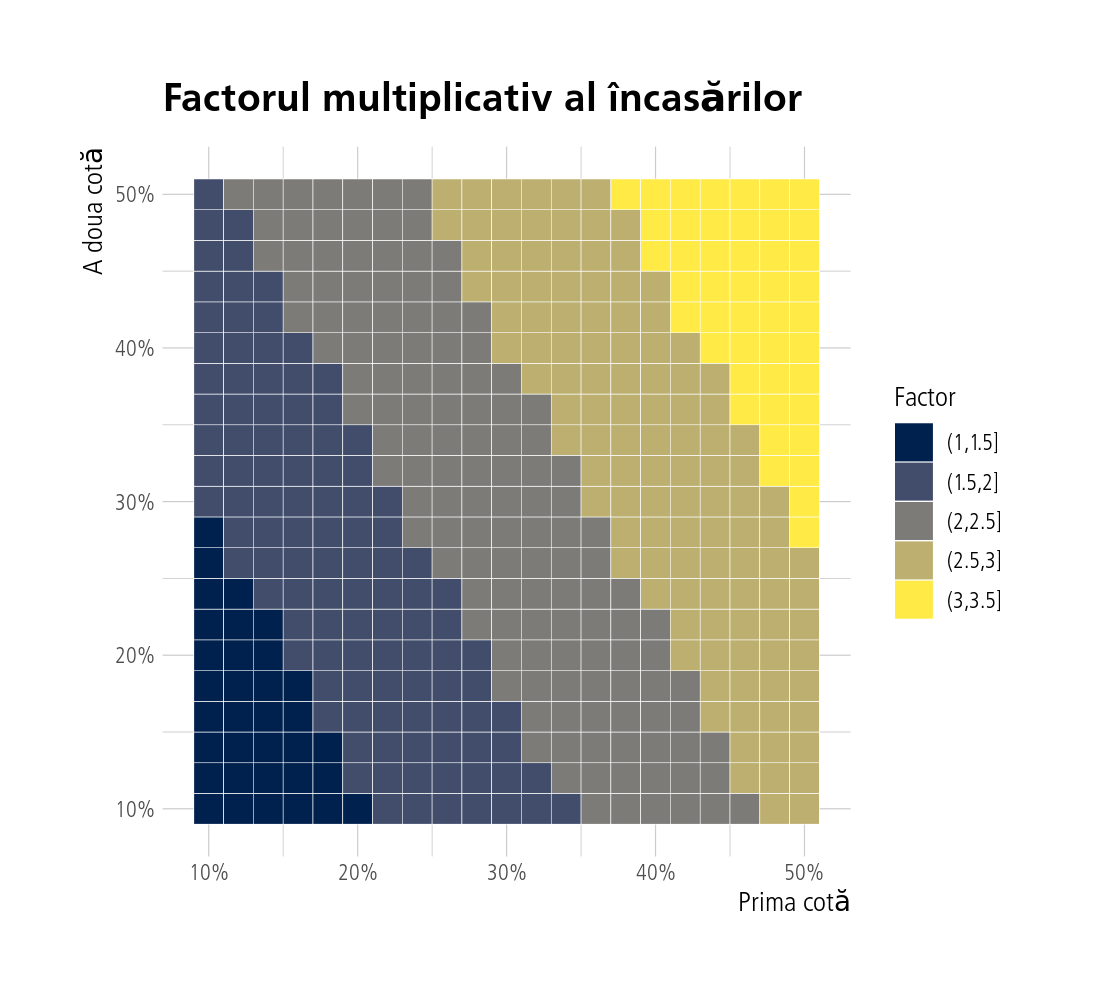 Factorul multiplicativ al încasărilor
A doua cotă
50%
40%
30%
20%
10%
10% 20% 30% 40% 50%
Prima cotă
Factor
(1,1.5]
(1.5,2]
(2,2.5]
(2.5,3]
(3,3.5]